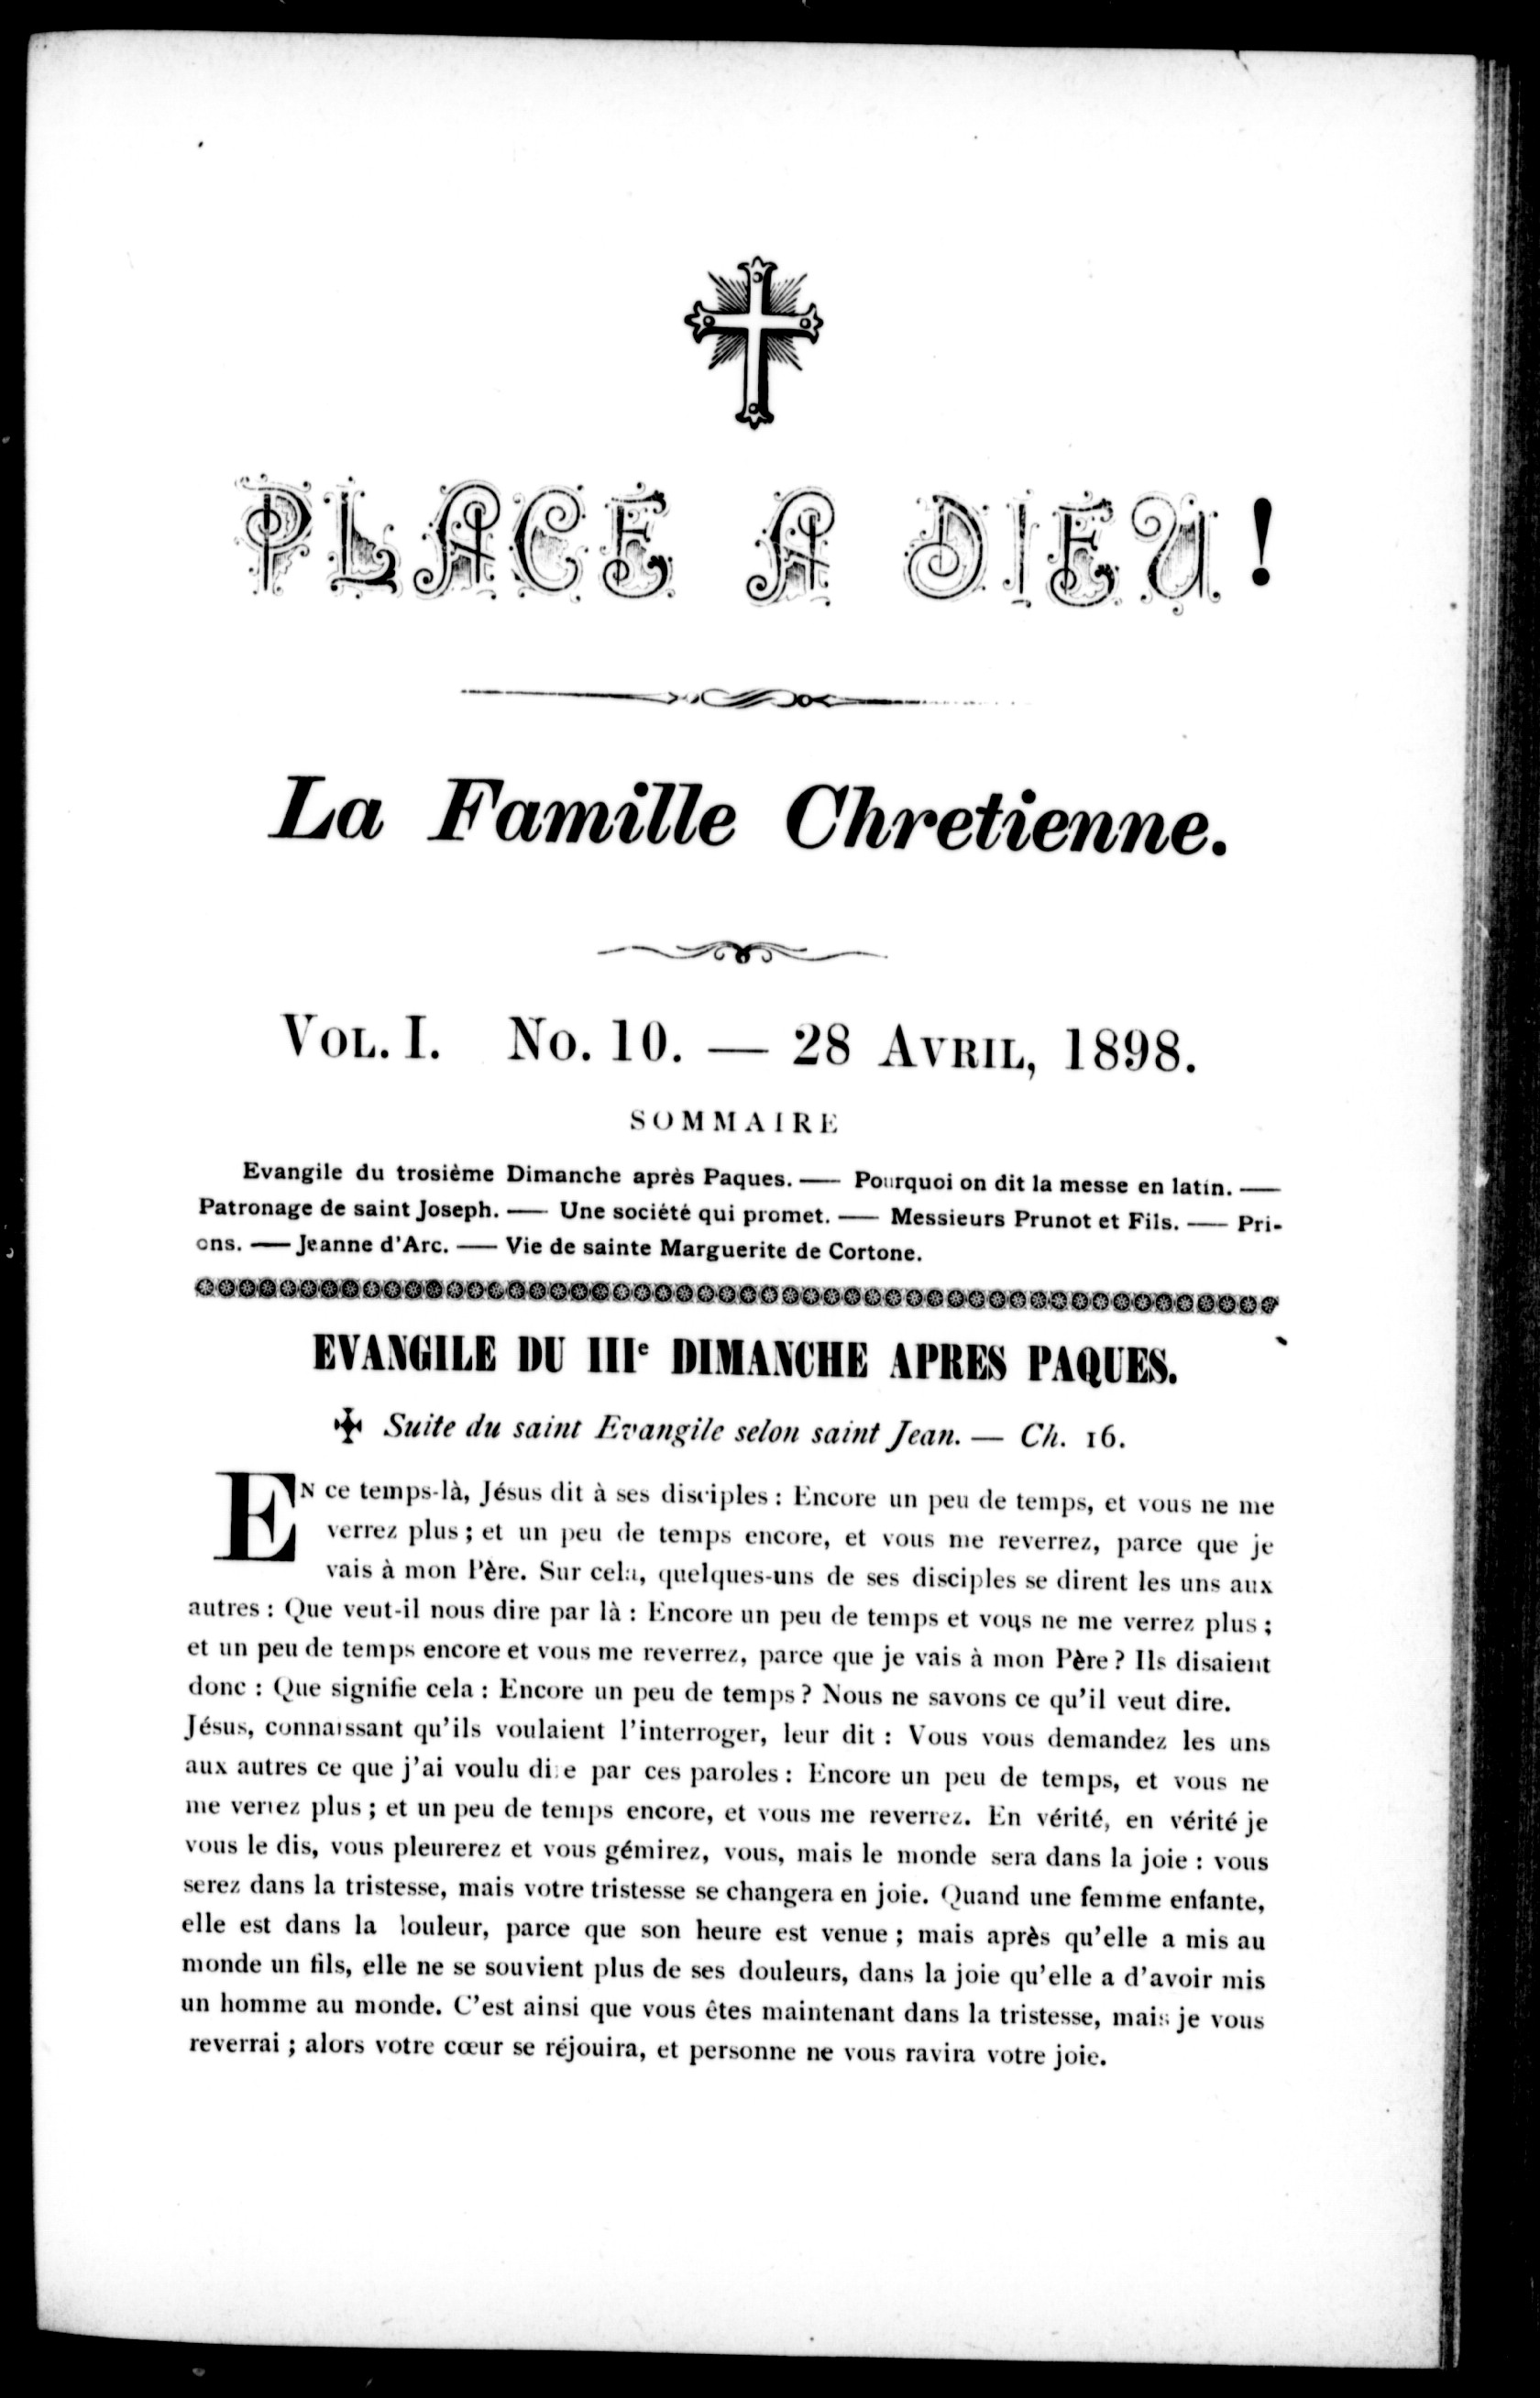 PLACE A DIEU !
La Famille Chretienne.
VOL. I. No. 10. — 28 AVRIL, 1898.
SOMMAIRE
Evangile du trosième Dimanche après Paques. — Pourquoi on dit la messe en latin. —
Patronage de saint Joseph. — Une société qui promet. — Messieurs Prunot et Fils. — Pri-
ons. — Jeanne d'Arc. — Vie de sainte Marguerite de Cortone.
EVANGILE DU IIIe DIMANCHE APRES PAQUES.
✠ Suite du saint Evangile selon saint Jean. — Ch. 16.
EN ce temps-là, Jésus dit à ses disciples : Encore un peu de temps, et vous ne me
verrez plus ; et un peu de temps encore, et vous me reverrez, parce que je
vais à mon Père. Sur cela, quelques-uns de ses disciples se dirent les uns aux
autres : Que veut-il nous dire par là : Encore un peu de temps et vous ne me verrez plus ;
et un peu de temps encore et vous me reverrez, parce que je vais à mon Père ? Ils disaient
donc : Que signifie cela : Encore un peu de temps ? Nous ne savons ce qu'il veut dire.
Jésus, connaissant qu'ils voulaient l'interroger, leur dit : Vous vous demandez les uns
aux autres ce que j'ai voulu dire par ces paroles : Encore un peu de temps, et vous ne
me verrez plus ; et un peu de temps encore, et vous me reverrez. En vérité, en vérité je
vous le dis, vous pleurerez et vous gémirez, vous, mais le monde sera dans la joie : vous
serez dans la tristesse, mais votre tristesse se changera en joie. Quand une femme enfante,
elle est dans la douleur, parce que son heure est venue ; mais après qu'elle a mis au
monde un fils, elle ne se souvient plus de ses douleurs, dans la joie qu'elle a d'avoir mis
un homme au monde. C'est ainsi que vous êtes maintenant dans la tristesse, mais je vous
reverrai ; alors votre cœur se réjouira, et personne ne vous ravira votre joie.